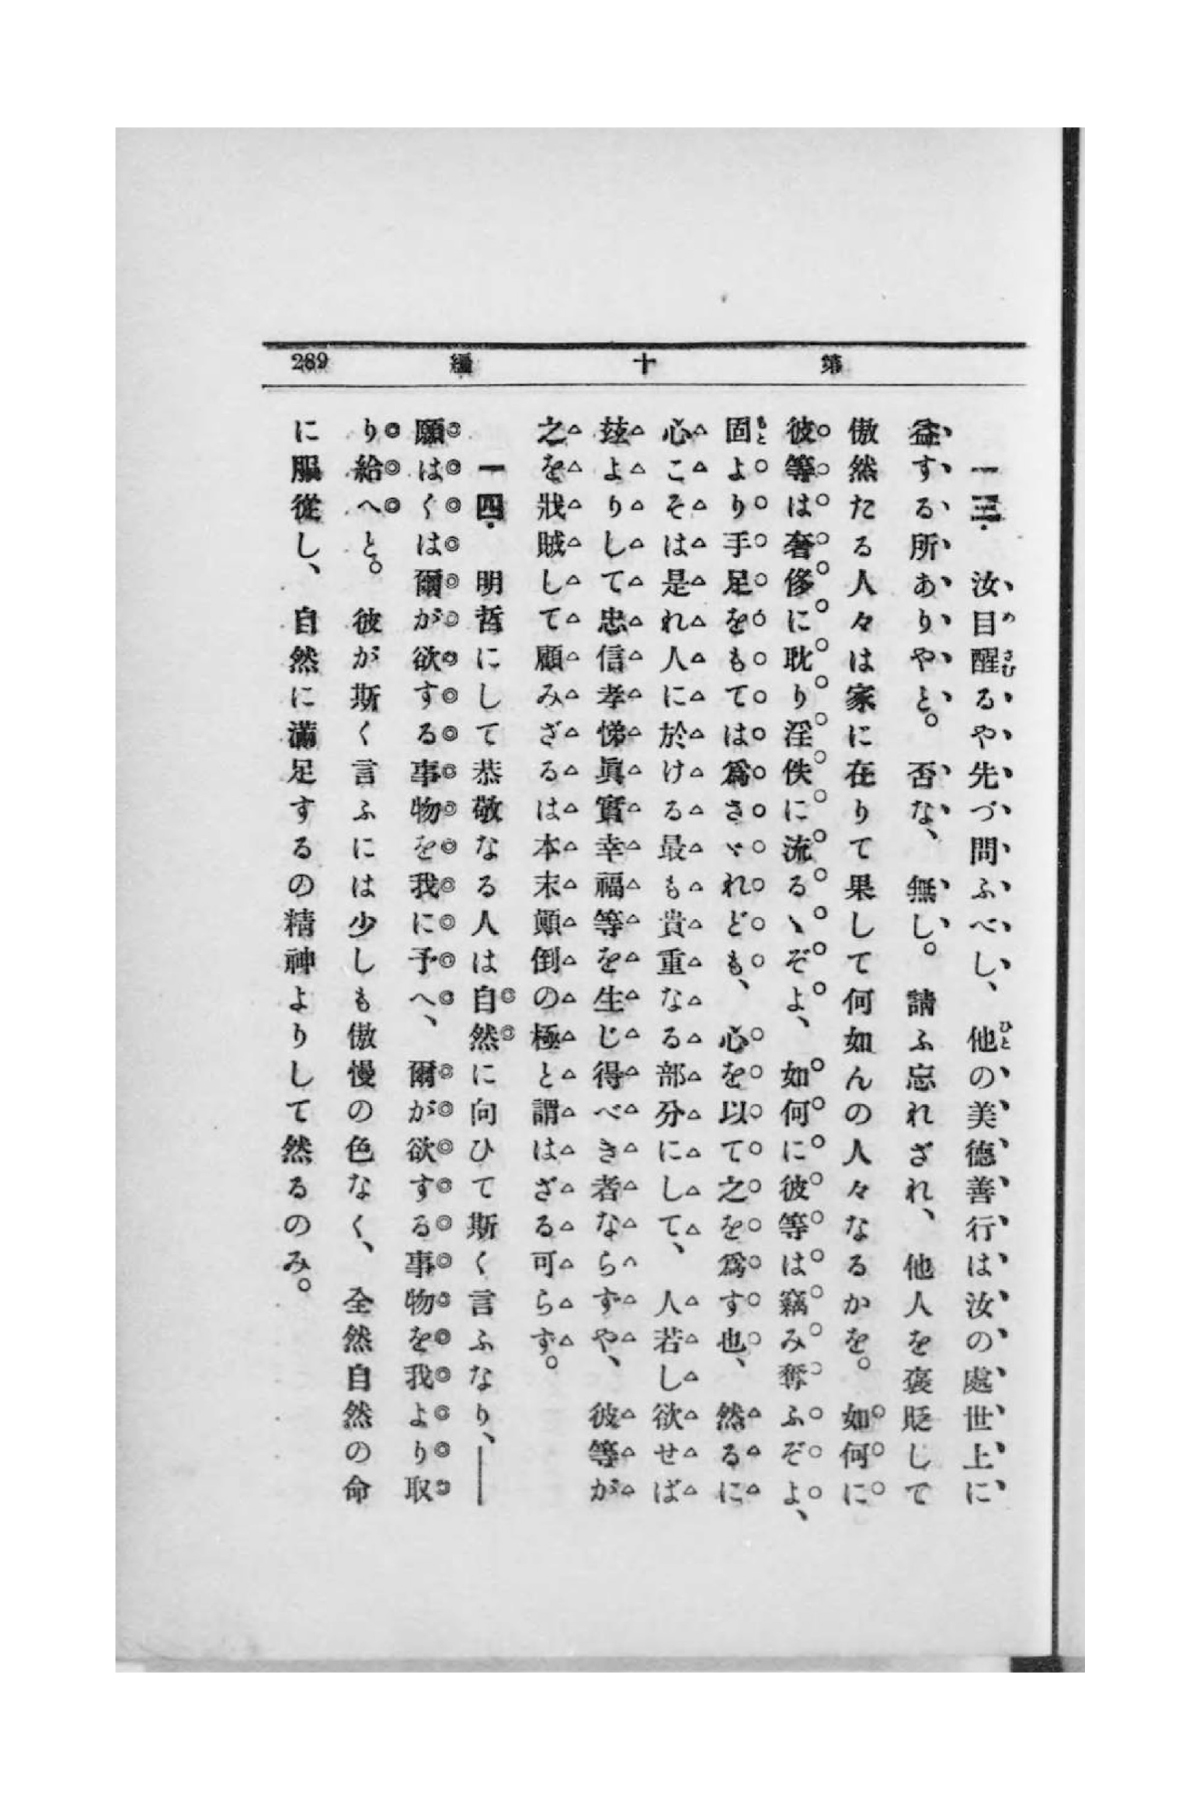 第十編 289
一三. 汝目醒るや先づ問ふべし、他の美德善行は汝の處世上に
益する所ありやと。否な、無し。請ふ忘れざれ、他人を褒貶して
傲然たる人々は家に在りて果して何如んの人々なるかを。如何に
彼等は奢侈に耽り淫佚に流るゝぞよ、如何に彼等は竊み奪ふぞよ、
固より手足をもては爲さゞれども、心を以て之を爲す也、然るに
心こそは是れ人に於ける最も貴重なる部分にして、人若し欲せば
玆よりして忠信孝悌眞實幸福等を生じ得べき者ならずや、彼等が
之を戕賊して顧みざるは本末顚倒の極と謂はざる可らず。
一四. 明哲にして恭敬なる人は自然に向ひて斯く言ふなり、――
願はくは爾が欲する事物を我に予へ、爾が欲する事物を我より取
り給へと。彼が斯く言ふには少しも傲慢の色なく、全然自然の命
に服從し、自然に滿足するの精神よりして然るのみ。